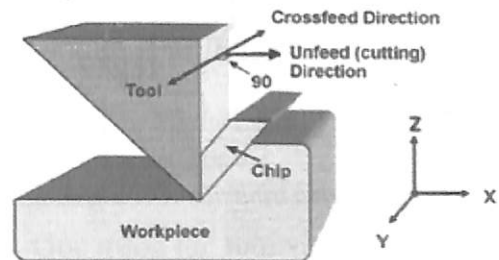 Crossfeed Direction
Unfeed (cutting)
Direction
90
Tool
Chip
Workpiece
Z
X
Y